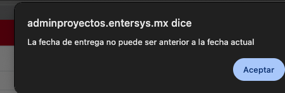 adminproyectos.entersys.mx dice
La fecha de entrega no puede ser anterior a la fecha actual
Aceptar